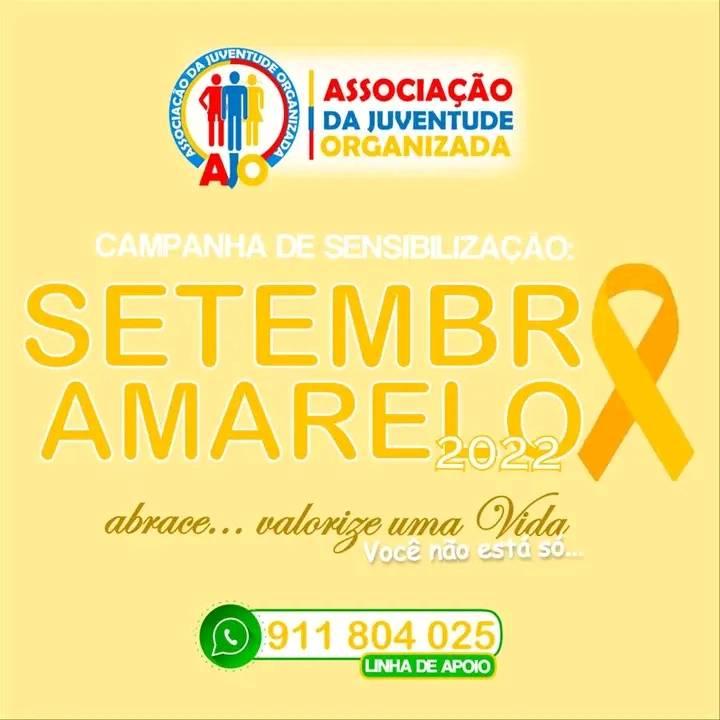 ASSOCIAÇÃO DA JUVENTUDE ORGANIZADA
AJO
ASSOCIAÇÃO
DA JUVENTUDE
ORGANIZADA
CAMPANHA DE SENSIBILIZAÇÃO:
SETEMBR
AMARELO
2022
abrace... valorize uma Vida
Você não está só...
911 804 025
LINHA DE APOIO